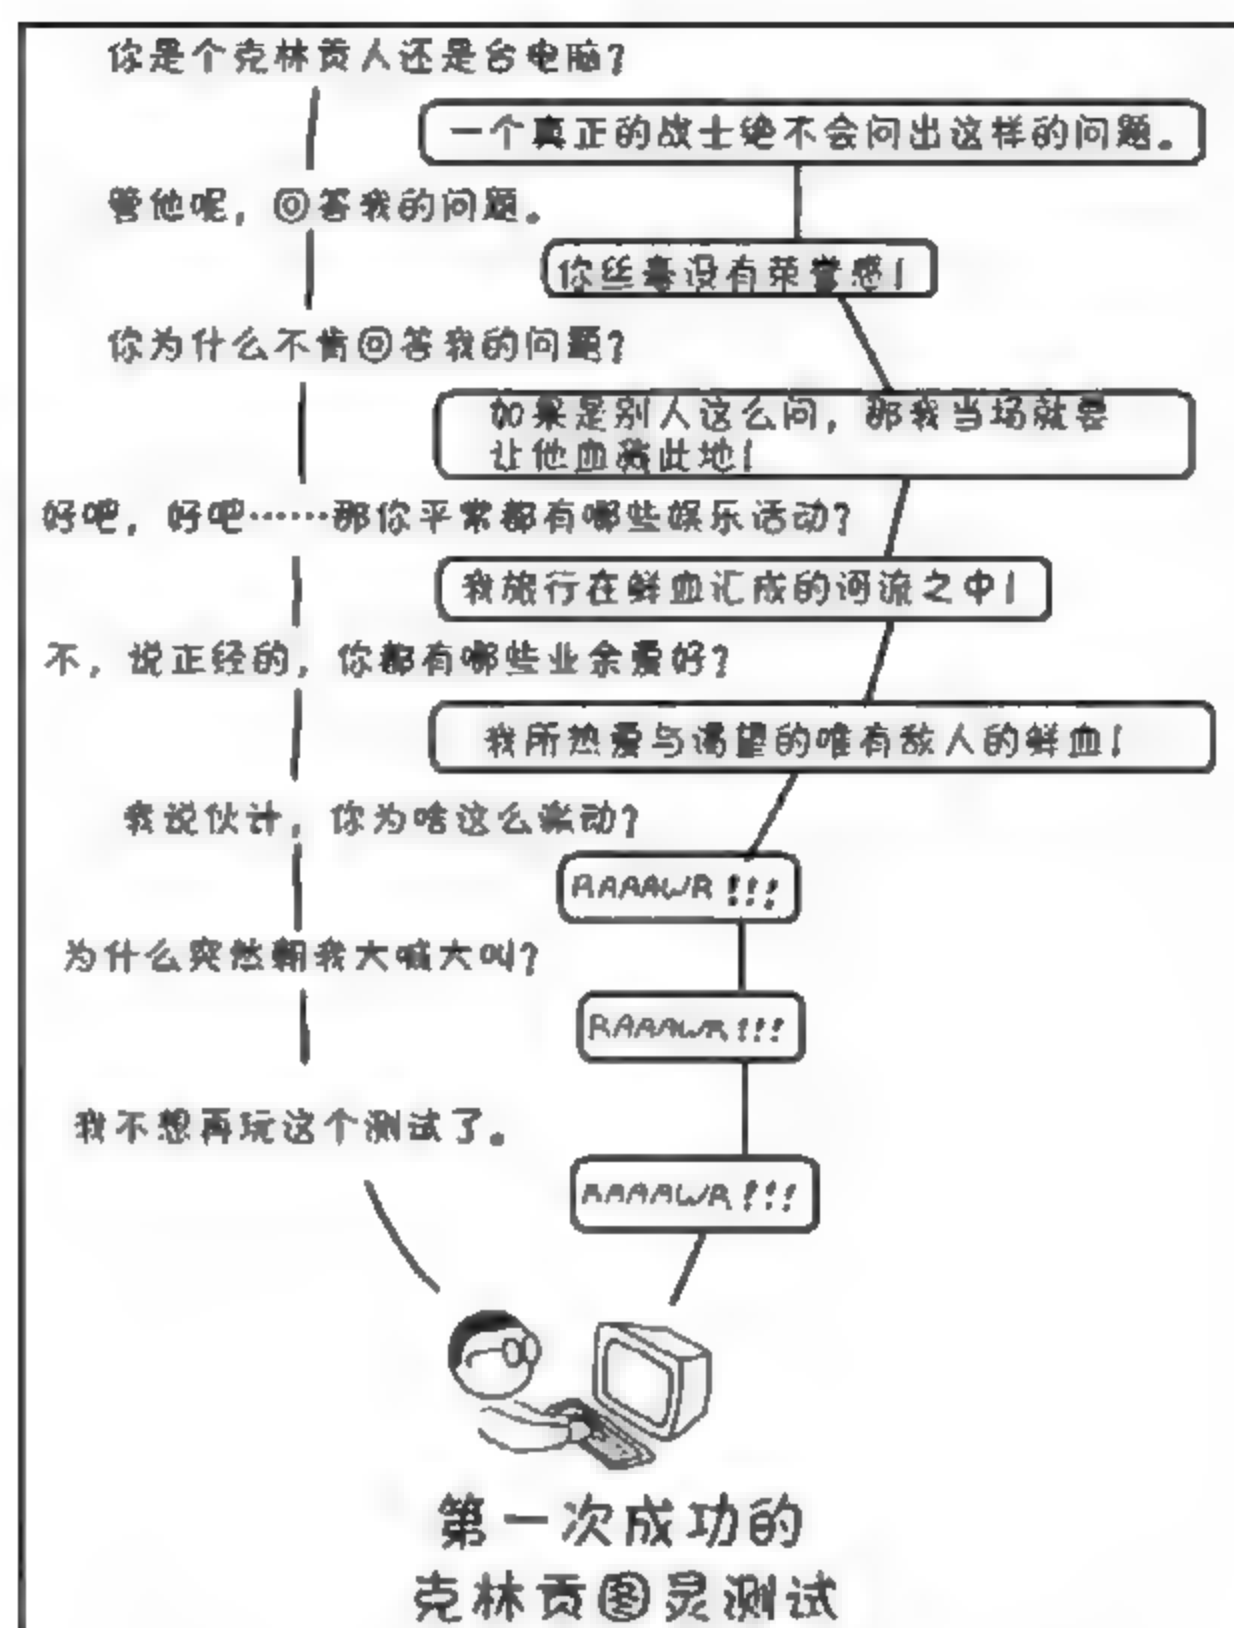 你是个克林贡人还是台电脑？
一个真正的战士绝不会问出这样的问题。
管他呢，回答我的问题。
你丝毫没有荣誉感！
你为什么不肯回答我的问题？
如果是别人这么问，那我当场就要
让他血溅此地！
好吧，好吧……那你平常都有哪些娱乐活动？
我旅行在鲜血汇成的河流之中！
不，说正经的，你都有哪些业余爱好？
我所热爱与渴望的唯有敌人的鲜血！
我说伙计，你为啥这么激动？
RAAAWR!!!
为什么突然朝我大喊大叫？
RAAAWR!!!
我不想再玩这个测试了。
RAAAAWR!!!
第一次成功的
克林贡图灵测试